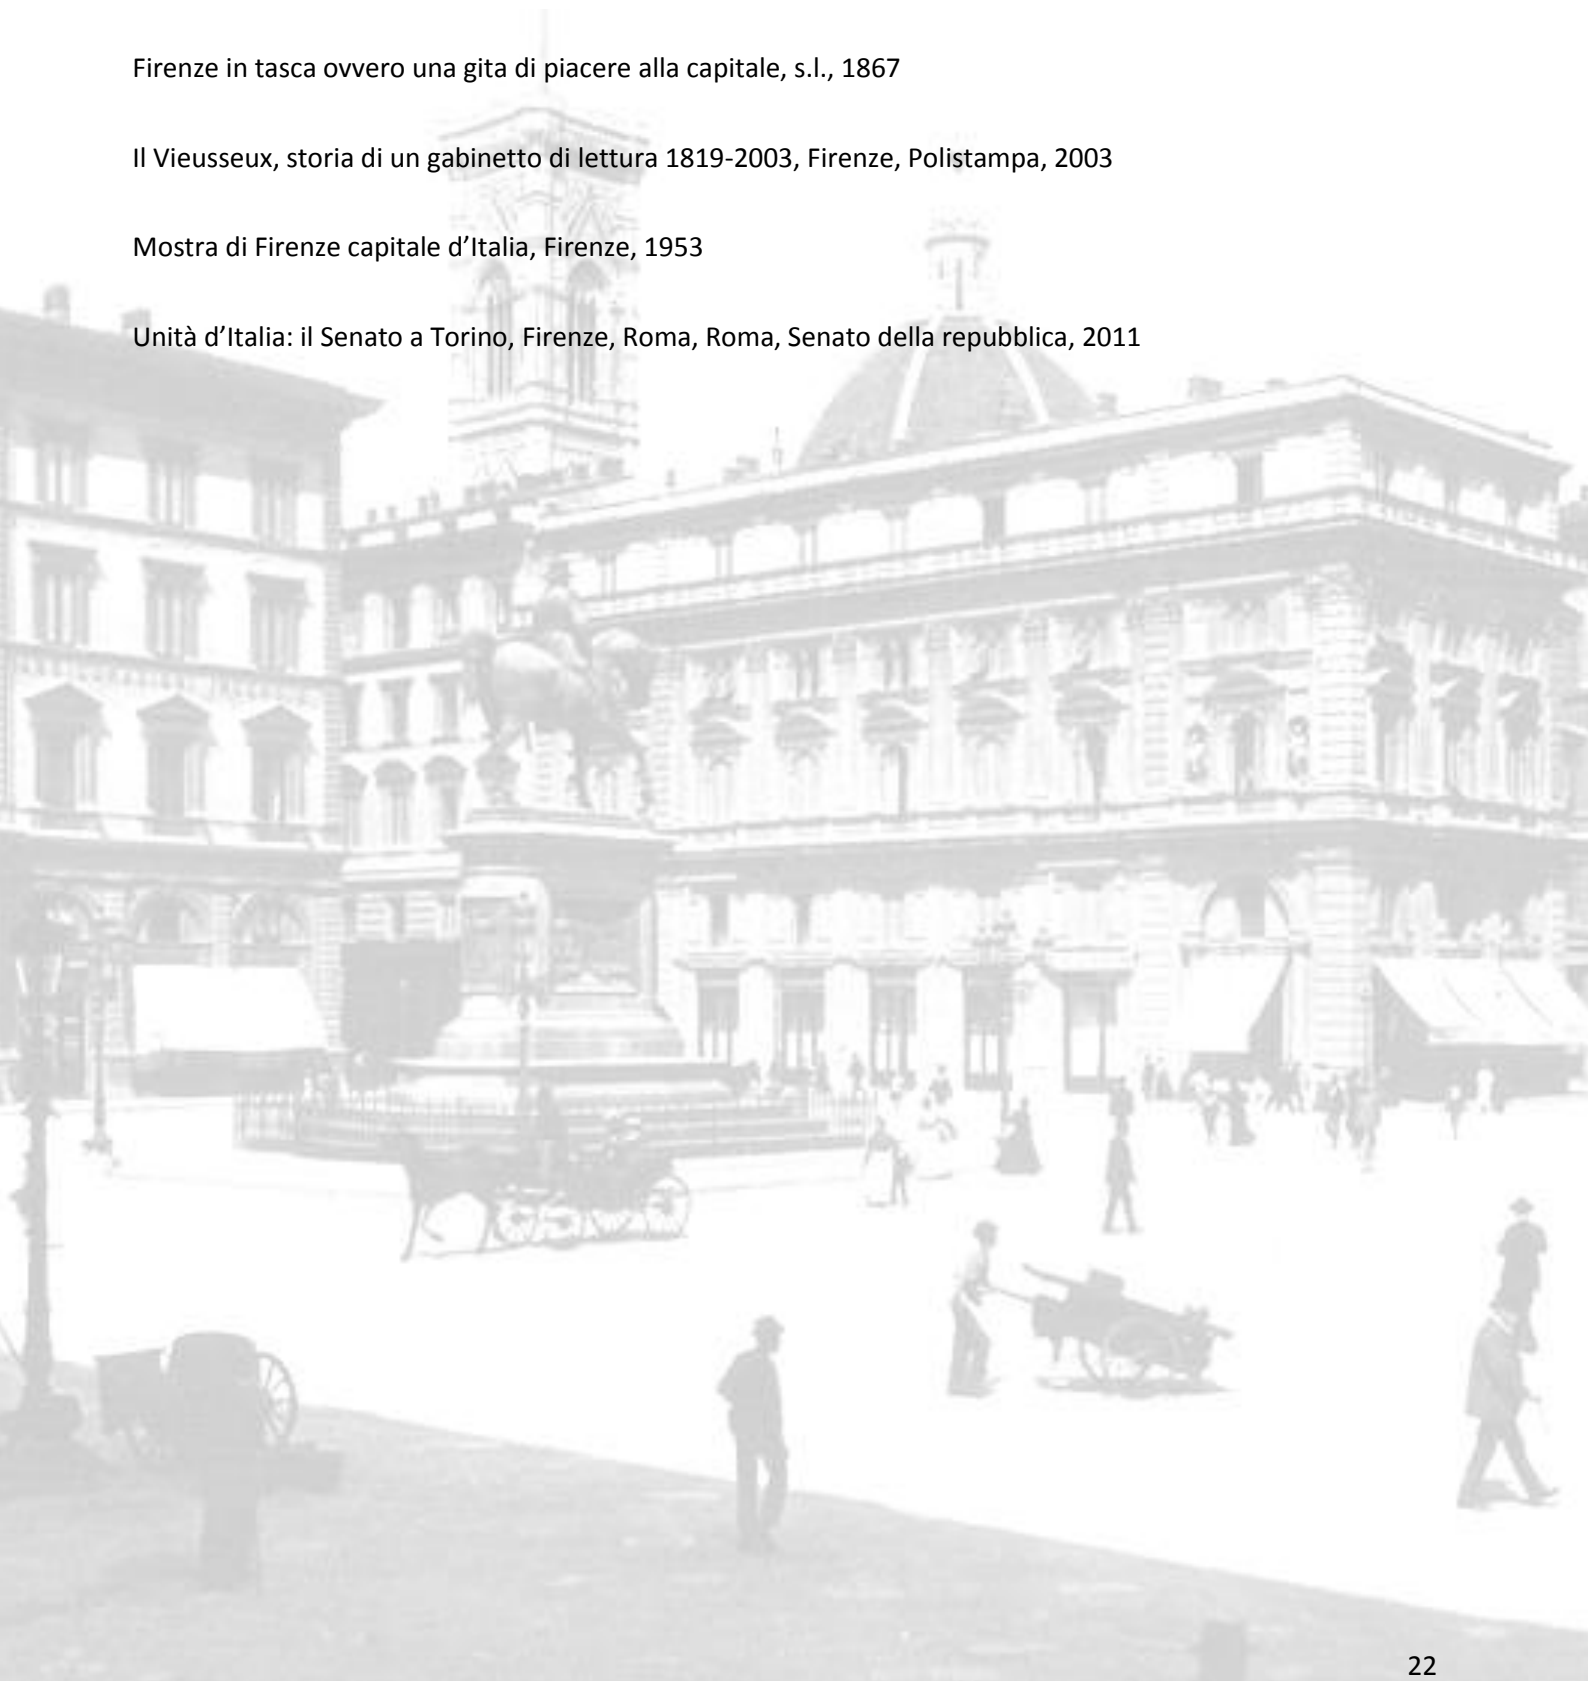 Firenze in tasca ovvero una gita di piacere alla capitale, s.l., 1867
Il Vieusseux, storia di un gabinetto di lettura 1819-2003, Firenze, Polistampa, 2003
Mostra di Firenze capitale d’Italia, Firenze, 1953
Unità d’Italia: il Senato a Torino, Firenze, Roma, Roma, Senato della repubblica, 2011
22